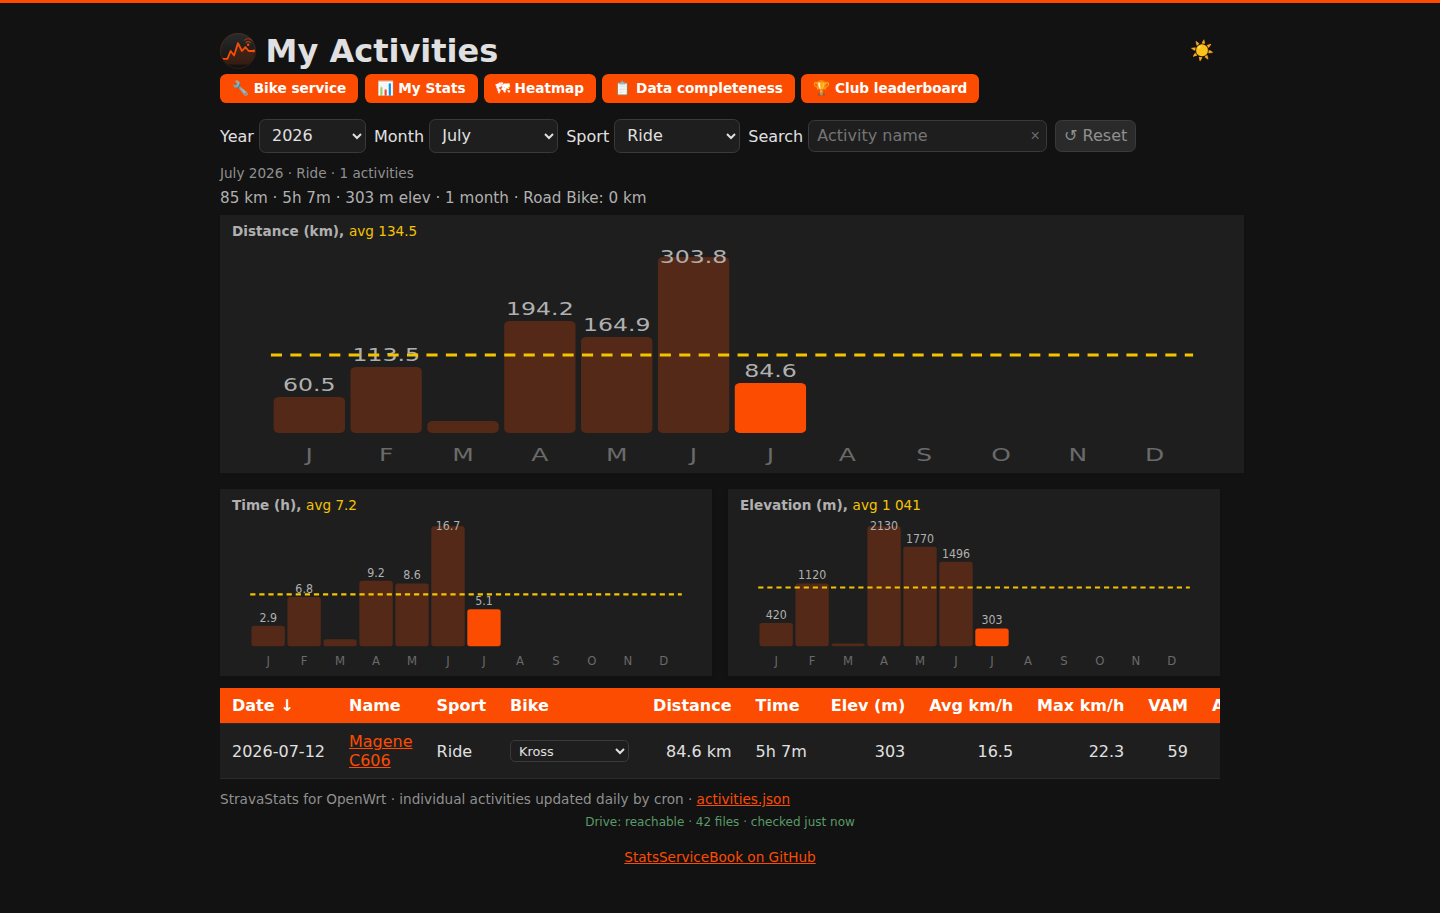 My Activities ☀️
🔧 Bike service 📊 My Stats 🗺 Heatmap 📋 Data completeness 🏆 Club leaderboard
Year 2026 Month July Sport Ride Search Activity name × ↺ Reset
July 2026 · Ride · 1 activities
85 km · 5h 7m · 303 m elev · 1 month · Road Bike: 0 km
Distance (km), avg 134.5
303.8
194.2
164.9
113.5
84.6
60.5
J F M A M J J A S O N D
Time (h), avg 7.2
16.7
9.2 8.6
6.8
5.1
2.9
J F M A M J J A S O N D
Elevation (m), avg 1 041
2130
1770
1496
1120
420 303
J F M A M J J A S O N D
Date ↓ Name Sport Bike Distance Time Elev (m) Avg km/h Max km/h VAM
2026-07-12 Magene C606 Ride Kross 84.6 km 5h 7m 303 16.5 22.3 59
StravaStats for OpenWrt · individual activities updated daily by cron · activities.json
Drive: reachable · 42 files · checked just now
StatsServiceBook on GitHub